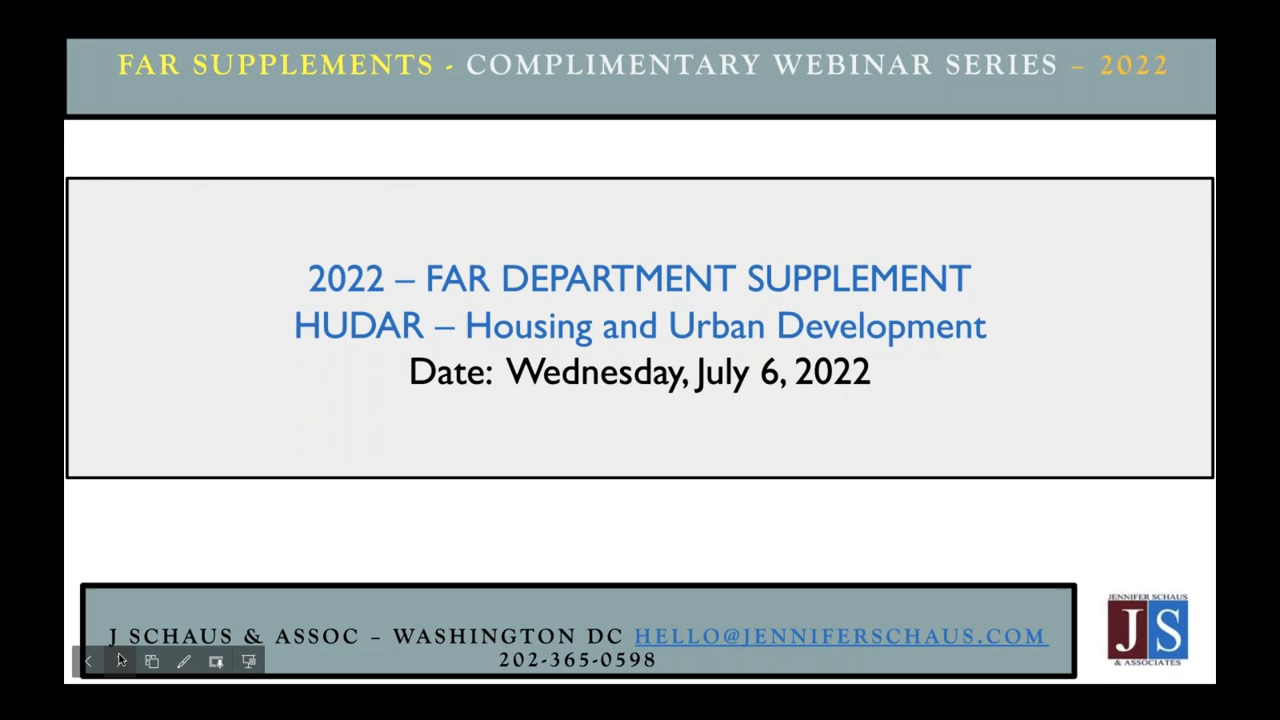 FAR SUPPLEMENTS - COMPLIMENTARY WEBINAR SERIES – 2022
2022 – FAR DEPARTMENT SUPPLEMENT
HUDAR – Housing and Urban Development
Date: Wednesday, July 6, 2022
J SCHAUS & ASSOC – WASHINGTON DC HELLO@JENNIFERSCHAUS.COM
202-365-0598
JENNIFER SCHAUS
JS
& ASSOCIATES